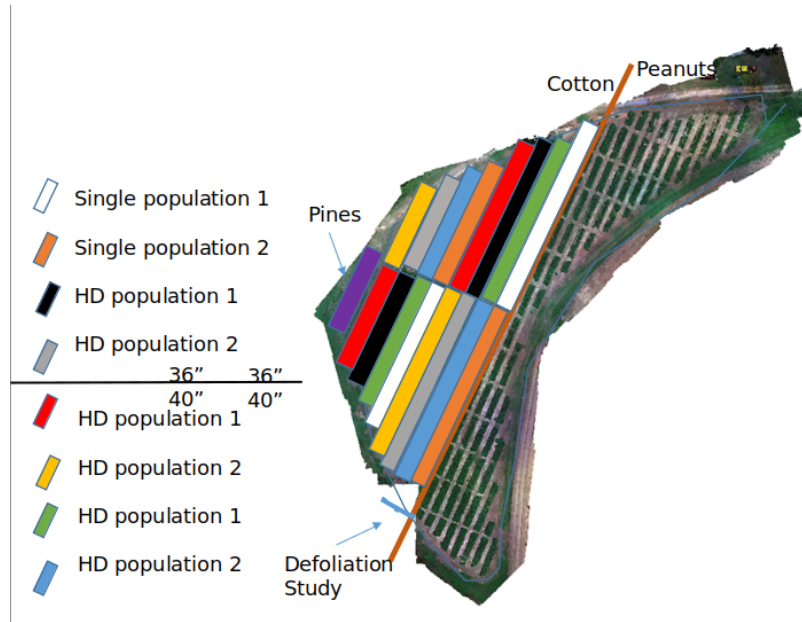 Cotton
Peanuts
Single population 1
Pines
Single population 2
HD population 1
HD population 2
36” 36”
40” 40”
HD population 1
HD population 2
HD population 1
Defoliation
Study
HD population 2